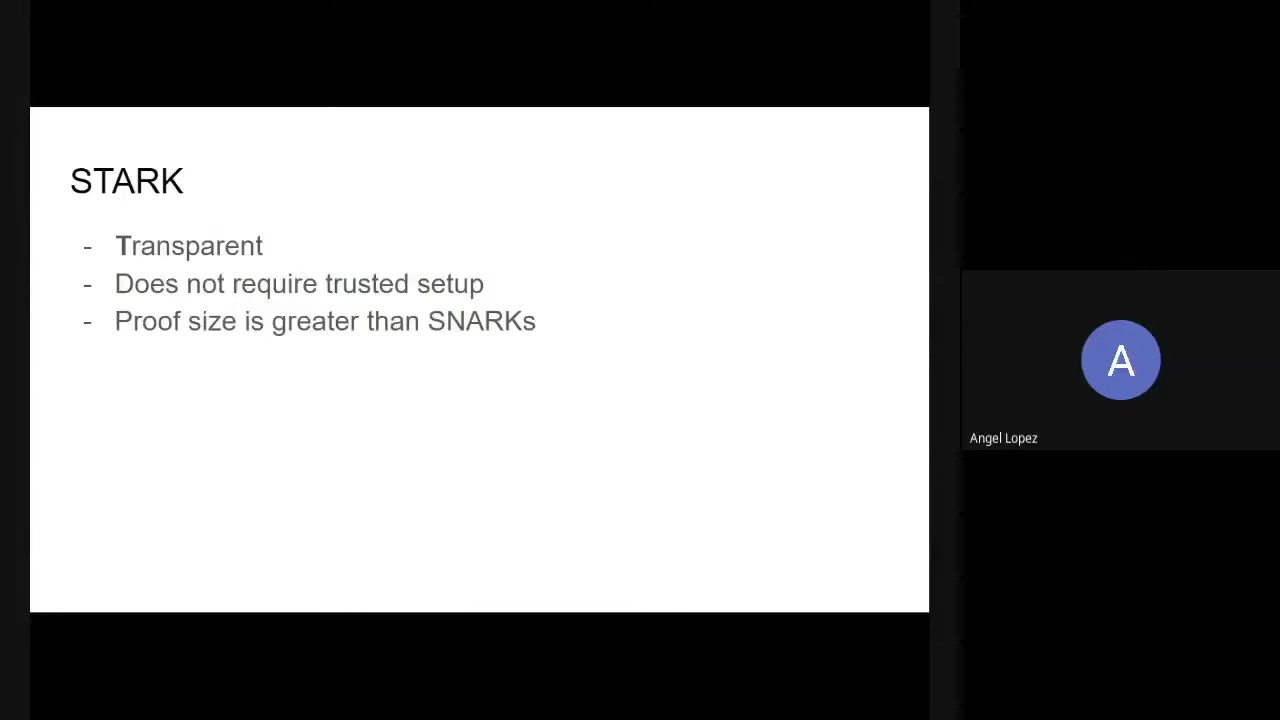 STARK
- Transparent
- Does not require trusted setup
- Proof size is greater than SNARKs
A
Angel Lopez